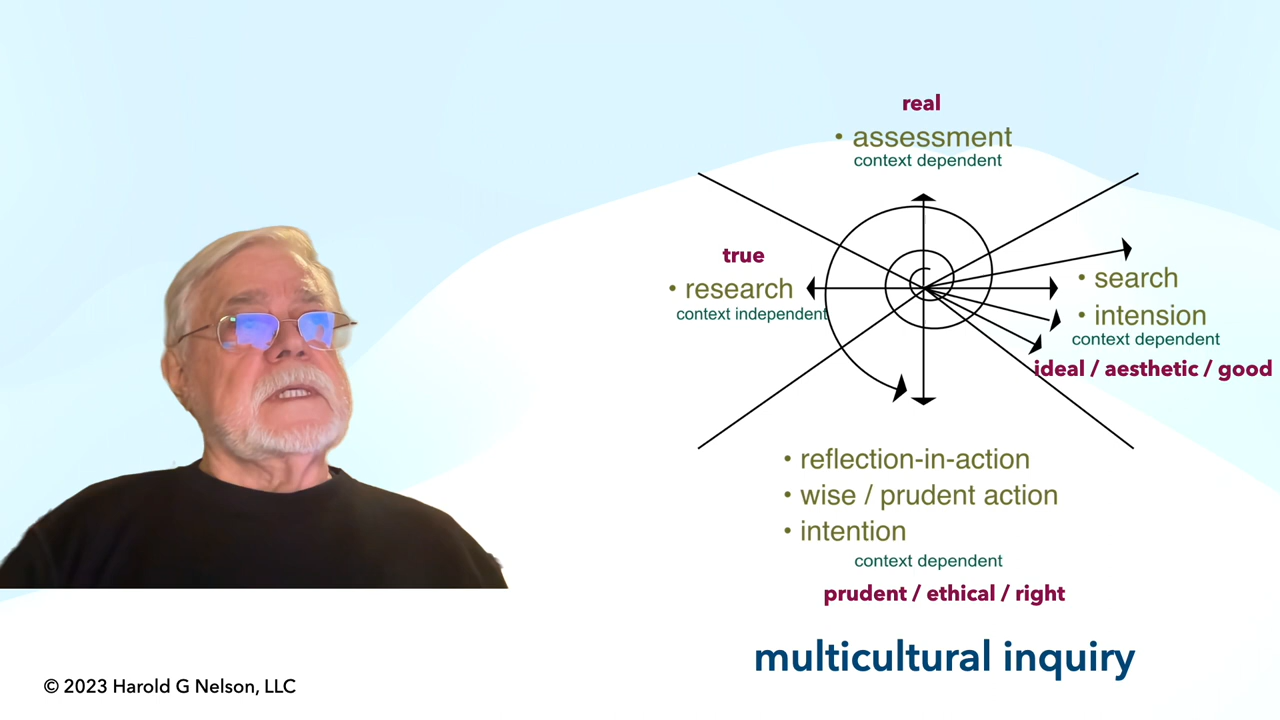 real
• assessment
context dependent
true
• research
context independent
• search
• intension
context dependent
ideal / aesthetic / good
• reflection-in-action
• wise / prudent action
• intention
context dependent
prudent / ethical / right
multicultural inquiry
© 2023 Harold G Nelson, LLC